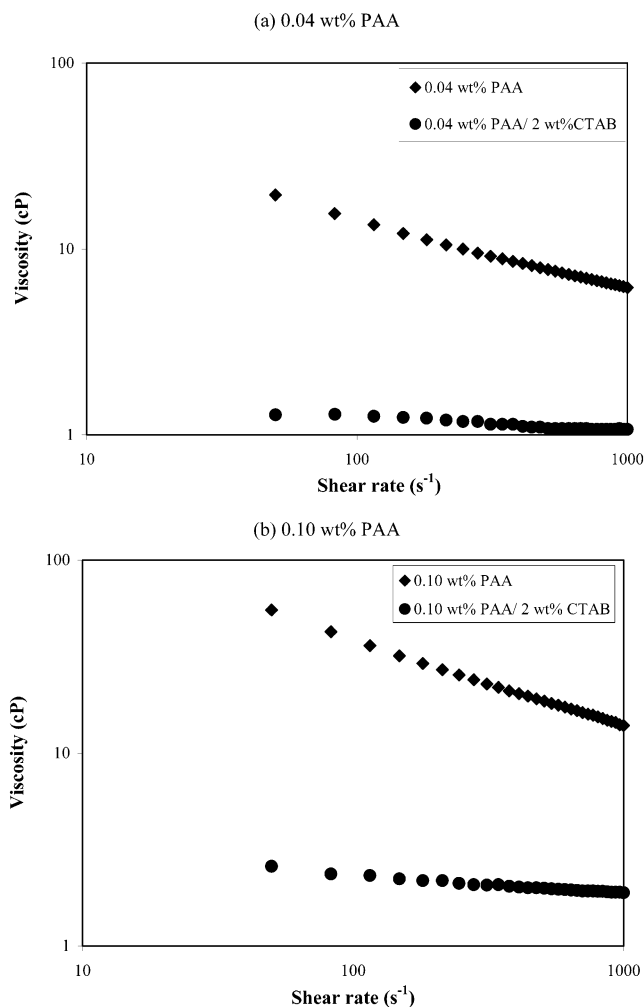 (a) 0.04 wt% PAA
100
0.04 wt% PAA
0.04 wt% PAA/ 2 wt%CTAB
Viscosity (cP)
10
1
10
100
1000
Shear rate (s⁻¹)
(b) 0.10 wt% PAA
100
0.10 wt% PAA
0.10 wt% PAA/ 2 wt% CTAB
Viscosity (cP)
10
1
10
100
1000
Shear rate (s⁻¹)